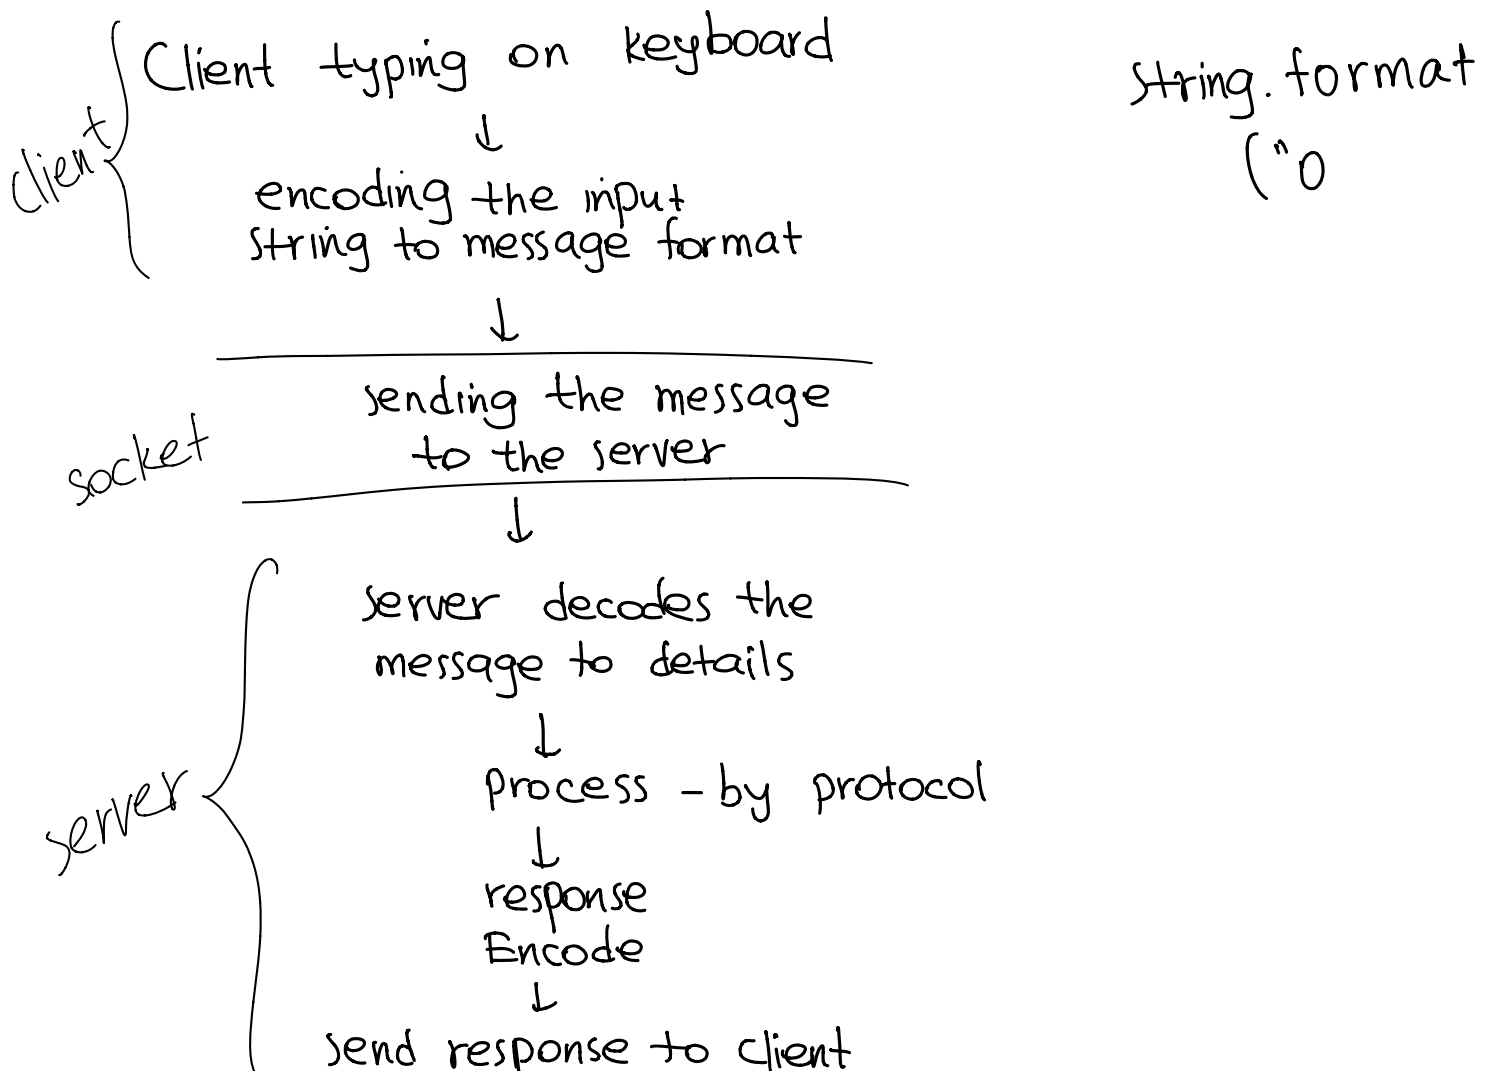 Client typing on keyboard
string.format
("0
client
encoding the input
string to message format
sending the message
to the server
socket
server decodes the
message to details
process - by protocol
server
response
Encode
send response to client